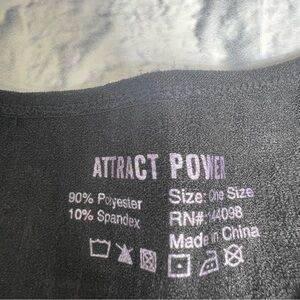 ATTRACT POWER
90% Polyester
10% Spandex
Size: One Size
RN#: 144098
Made in China